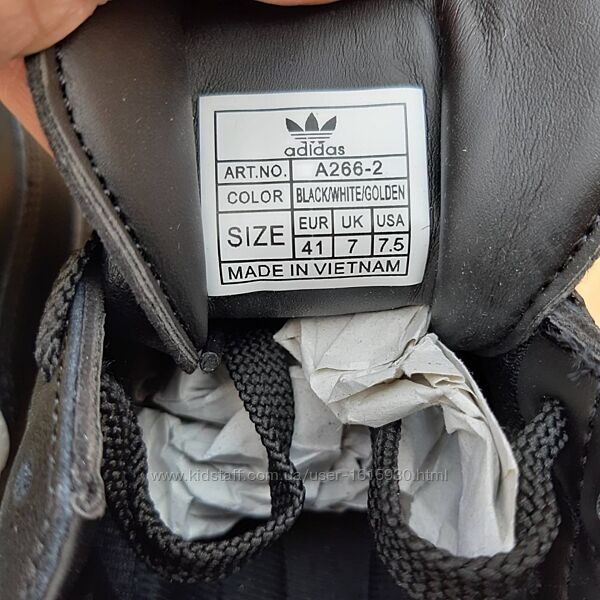 adidas
ART.NO. A266-2
COLOR BLACK/WHITE/GOLDEN
SIZE EUR UK USA
41 7 7.5
MADE IN VIETNAM
www.kidstaff.com.ua/user-1616930.html